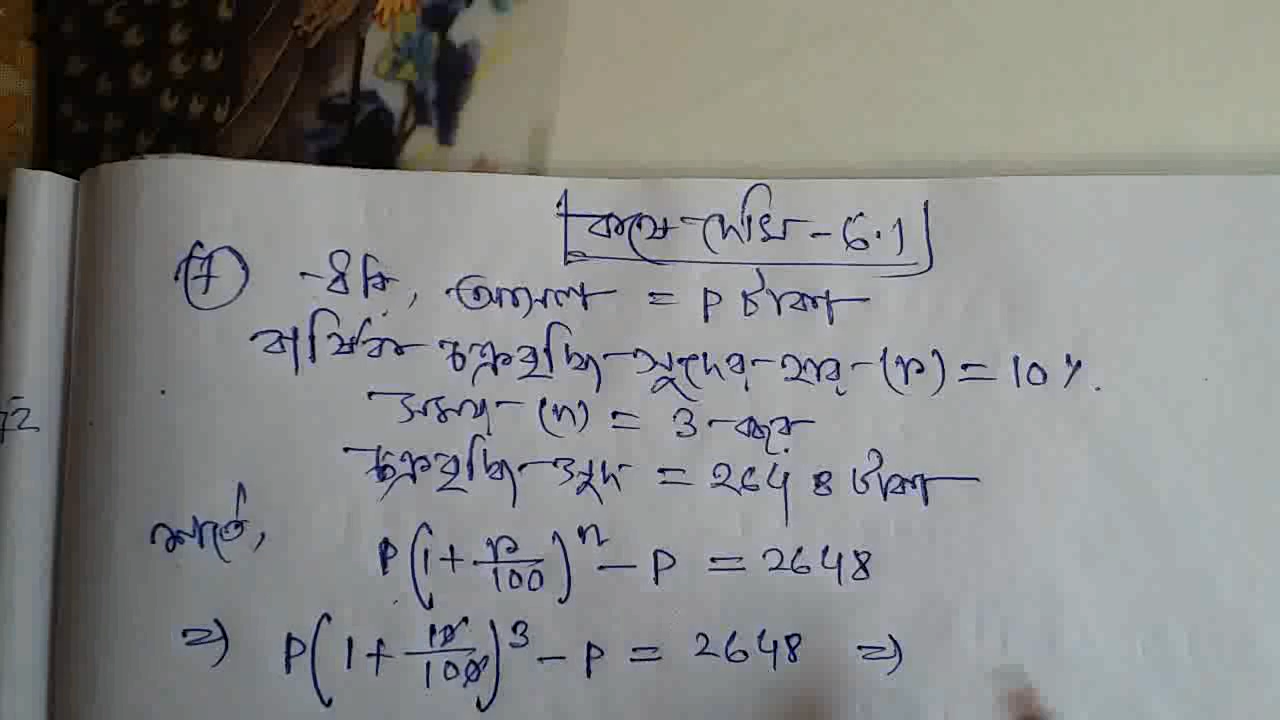 কষে দেখি - 6.1
7 ধরি, আসল = P টাকা
বার্ষিক চক্রবৃদ্ধি সুদের হার (r) = 10%.
সময় (n) = 3 বছর
চক্রবৃদ্ধি সুদ = 2648 টাকা
72
শর্তে, P(1 + r/100)^n - P = 2648
⇒ P(1 + 10/100)^3 - P = 2648 ⇒